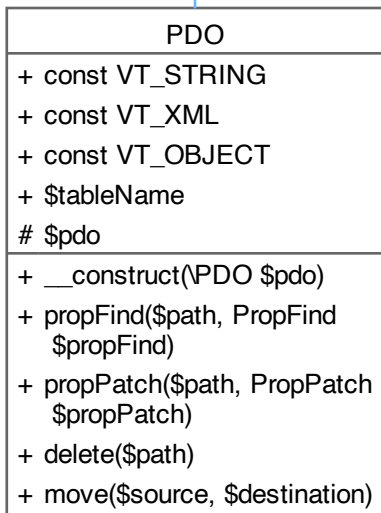 PDO
+ const VT_STRING
+ const VT_XML
+ const VT_OBJECT
+ $tableName
# $pdo
+ __construct(\PDO $pdo)
+ propFind($path, PropFind
$propFind)
+ propPatch($path, PropPatch
$propPatch)
+ delete($path)
+ move($source, $destination)